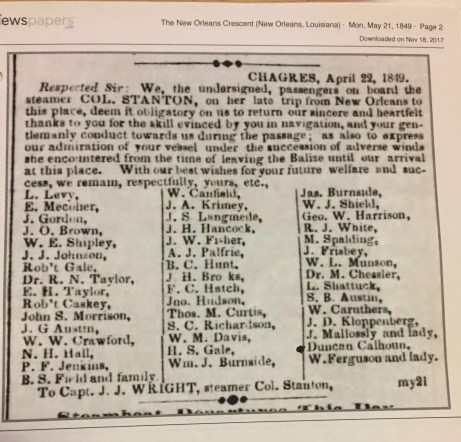 ewspapers
The New Orleans Crescent (New Orleans, Louisiana) · Mon, May 21, 1849 · Page 2
Downloaded on Nov 18, 2017
CHAGRES, April 22, 1849.
Respected Sir: We, the undersigned, passengers on board the
steamer COL. STANTON, on her late trip from New Orleans to
this place, deem it obligatory on us to return our sincere and heartfelt
thanks to you for the skill evinced by you in navigation, and your gen-
tlemanly conduct towards us during the passage; as also to express
our admiration of your vessel under the succession of adverse winds
she encountered from the time of leaving the Balize until our arrival
at this place. With our best wishes for your future welfare and suc-
cess, we remain, respectfully, yours, etc.,
L. Levy,
E. Mecoher,
J. Gordon,
J. O. Brown,
W. E. Shipley,
J. J. Johnson,
Rob't Gale,
Dr. R. N. Taylor,
E. H. Taylor,
Rob't Caskey,
John S. Morrison,
J. G Austin,
W. W. Crawford,
N. H. Hall,
P. F. Jenkins,
B. S. Field and family.
W. Canfield,
J. A. Krimey,
J. S Langmede,
J. H. Hancock,
J. W. Fisher,
A. J. Palfrie,
B. C. Hunt,
J. H. Bro ks,
F. C. Hatch,
Jno. Hudson,
Thos. M. Curtis,
S. C. Richardson,
W. M. Davis,
H. S. Gale,
Wm. J. Burnside,
Jas. Burnside,
W. J. Shield,
Geo. W. Harrison,
R. J. White,
M. Spalding,
J. Frisbey,
W. L. Munson,
Dr. M. Chessler,
L. Shattuck,
S. B. Austin,
W. Caruthers,
J. D. Kloppenberg,
J. Mallossly and lady,
Duncan Calhoun,
W. Ferguson and lady.
To Capt. J. J. WRIGHT, steamer Col. Stanton, my21
Steamboat Departures This Day